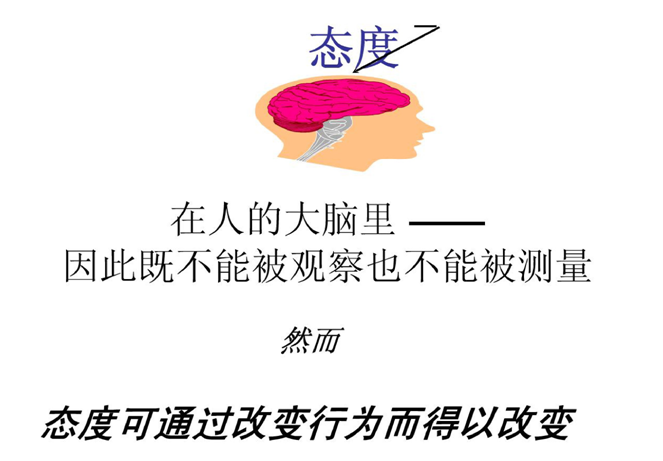 态度
在人的大脑里 ——
因此既不能被观察也不能被测量
然而
态度可通过改变行为而得以改变